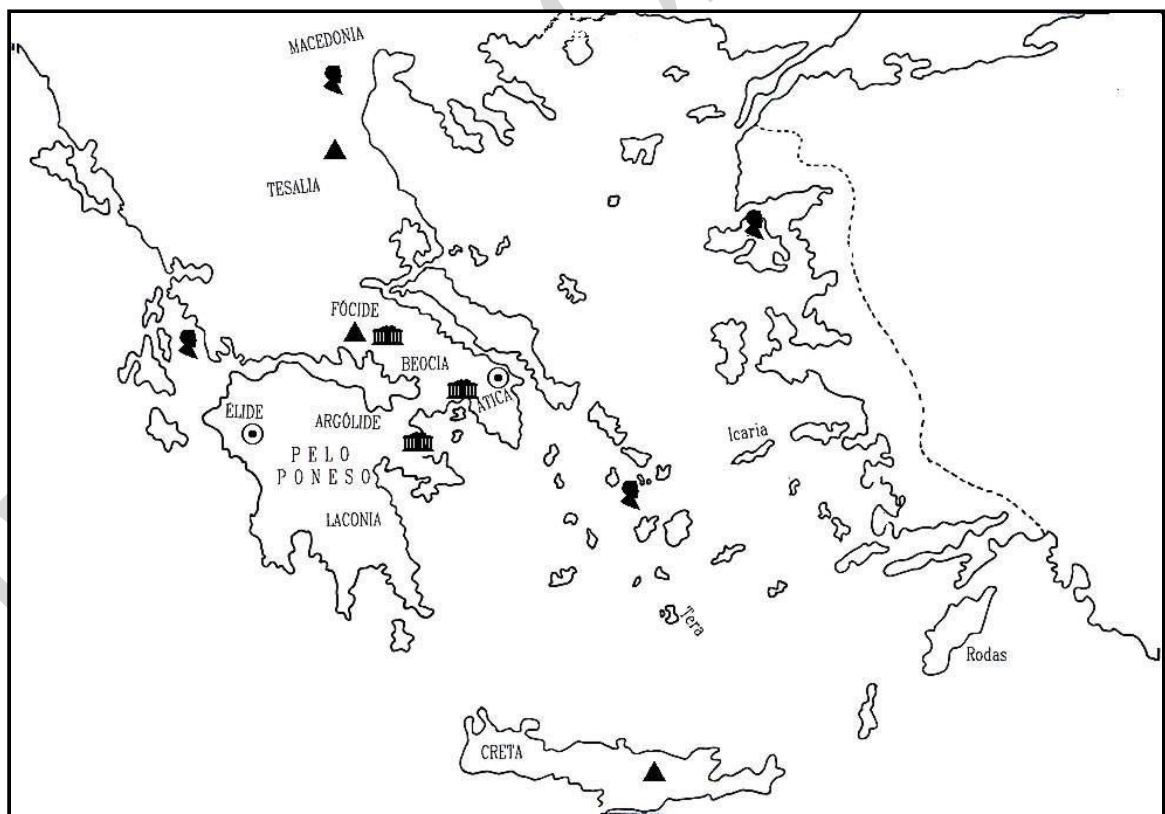 MACEDONIA
TESALIA
FÓCIDE
BEOCIA
ÁTICA
ÉLIDE
ARGÓLIDE
PELO
PONESO
LACONIA
Icaria
Tera
Rodas
CRETA